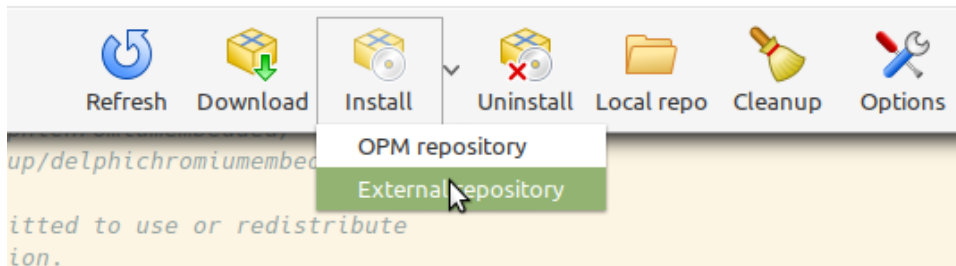 Refresh Download Install Uninstall Local repo Cleanup Options
OPM repository
up/delphichromiumembed
External repository
itted to use or redistribute
ion.